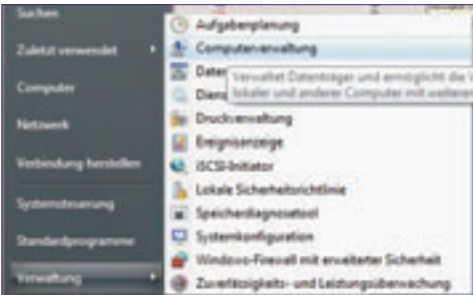 Suchen
Zuletzt verwendet
Computer
Netzwerk
Verbindung herstellen
Systemsteuerung
Standardprogramme
Verwaltung
Aufgabenplanung
Computerverwaltung
Daten
Verwaltet Datenträger und ermöglicht die
Diens
lokaler und anderer Computer mit weiteren
Druckverwaltung
Ereignisanzeige
iSCSI-Initiator
Lokale Sicherheitsrichtlinie
Speicherdiagnosetool
Systemkonfiguration
Windows-Firewall mit erweiterter Sicherheit
Zuverlässigkeits- und Leistungsüberwachung